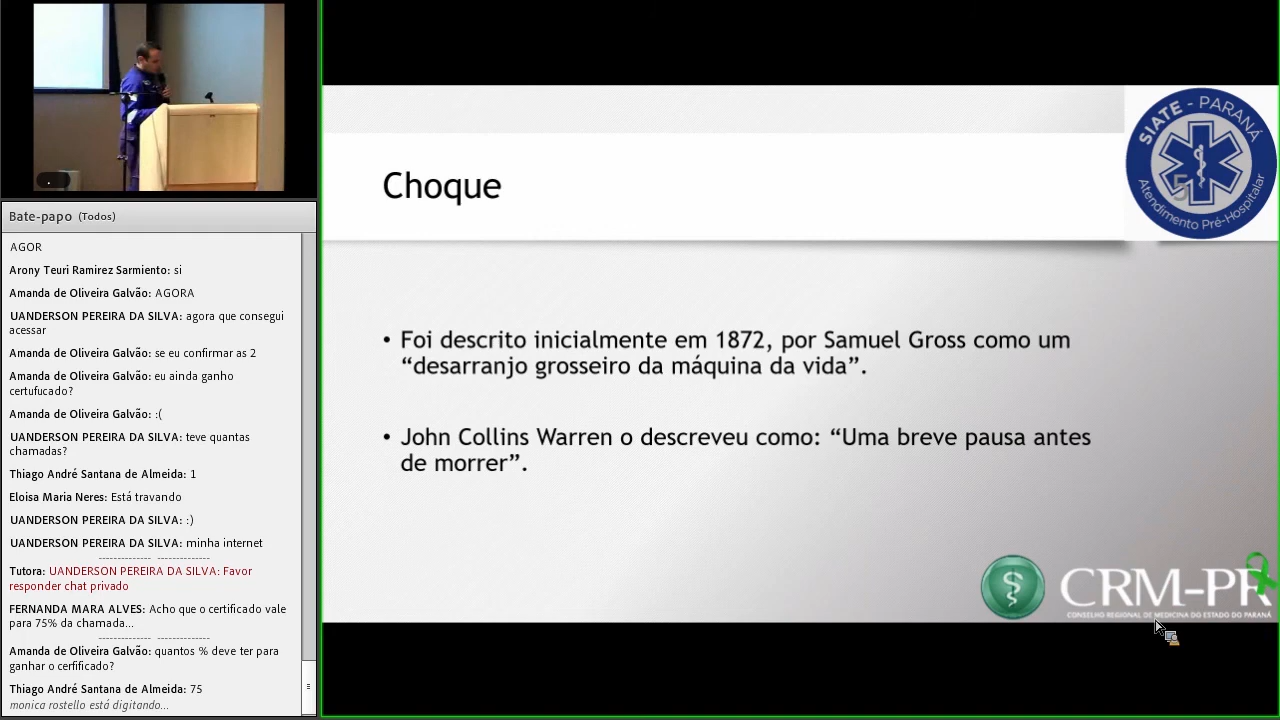 Bate-papo (Todos)
AGOR
Arony Teuri Ramirez Sarmiento: si
Amanda de Oliveira Galvão: AGORA
UANDERSON PEREIRA DA SILVA: agora que consegui
acessar
Amanda de Oliveira Galvão: se eu confirmar as 2
Amanda de Oliveira Galvão: eu ainda ganho
certufucado?
Amanda de Oliveira Galvão: :(
UANDERSON PEREIRA DA SILVA: teve quantas
chamadas?
Thiago André Santana de Almeida: 1
Eloisa Maria Neres: Está travando
UANDERSON PEREIRA DA SILVA: :)
UANDERSON PEREIRA DA SILVA: minha internet
Tutora: UANDERSON PEREIRA DA SILVA: Favor
responder chat privado
FERNANDA MARA ALVES: Acho que o certificado vale
para 75% da chamada...
Amanda de Oliveira Galvão: quantos % deve ter para
ganhar o cerfificado?
Thiago André Santana de Almeida: 75
monica rostello está digitando...
Choque
SIATE - PARANÁ
5
Atendimento Pré-Hospitalar
• Foi descrito inicialmente em 1872, por Samuel Gross como um
“desarranjo grosseiro da máquina da vida”.
• John Collins Warren o descreveu como: “Uma breve pausa antes
de morrer”.
CRM-PR
CONSELHO REGIONAL DE MEDICINA DO ESTADO DO PARANÁ